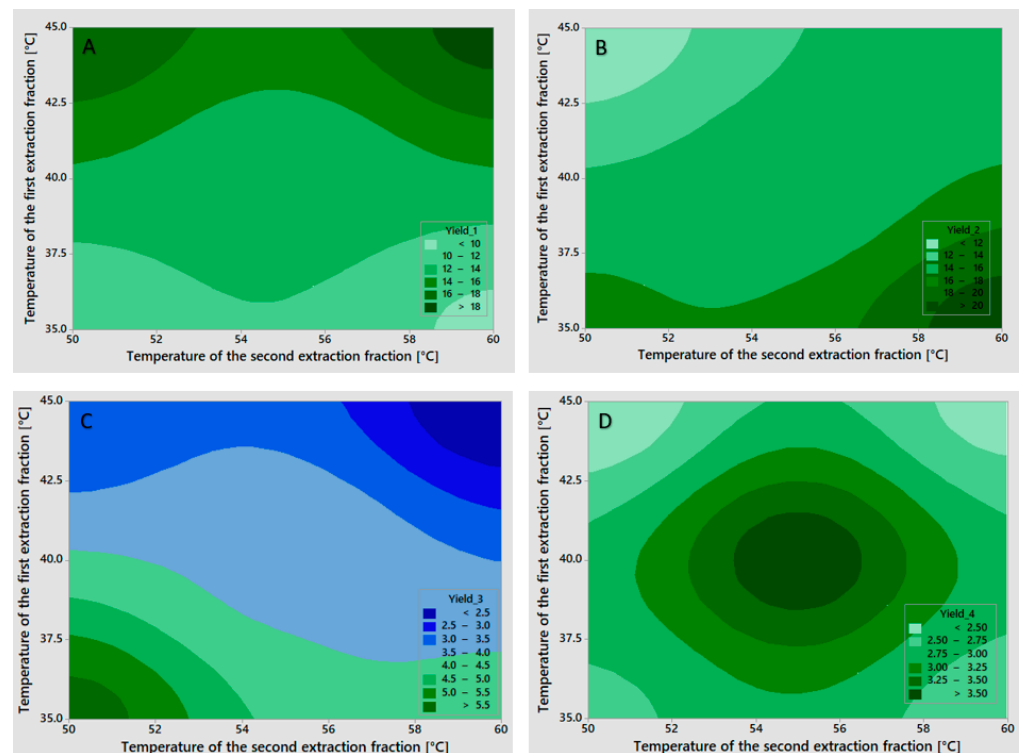 A
Temperature of the first extraction fraction [°C]
45.0
42.5
40.0
37.5
35.0
50 52 54 56 58 60
Temperature of the second extraction fraction [°C]
Yield_1
< 10
10 – 12
12 – 14
14 – 16
16 – 18
> 18
B
Temperature of the first extraction fraction [°C]
45.0
42.5
40.0
37.5
35.0
50 52 54 56 58 60
Temperature of the second extraction fraction [°C]
Yield_2
< 12
12 – 14
14 – 16
16 – 18
18 – 20
> 20
C
Temperature of the first extraction fraction [°C]
45.0
42.5
40.0
37.5
35.0
50 52 54 56 58 60
Temperature of the second extraction fraction [°C]
Yield_3
< 2.5
2.5 – 3.0
3.0 – 3.5
3.5 – 4.0
4.0 – 4.5
4.5 – 5.0
5.0 – 5.5
> 5.5
D
Temperature of the first extraction fraction [°C]
45.0
42.5
40.0
37.5
35.0
50 52 54 56 58 60
Temperature of the second extraction fraction [°C]
Yield_4
< 2.50
2.50 – 2.75
2.75 – 3.00
3.00 – 3.25
3.25 – 3.50
> 3.50